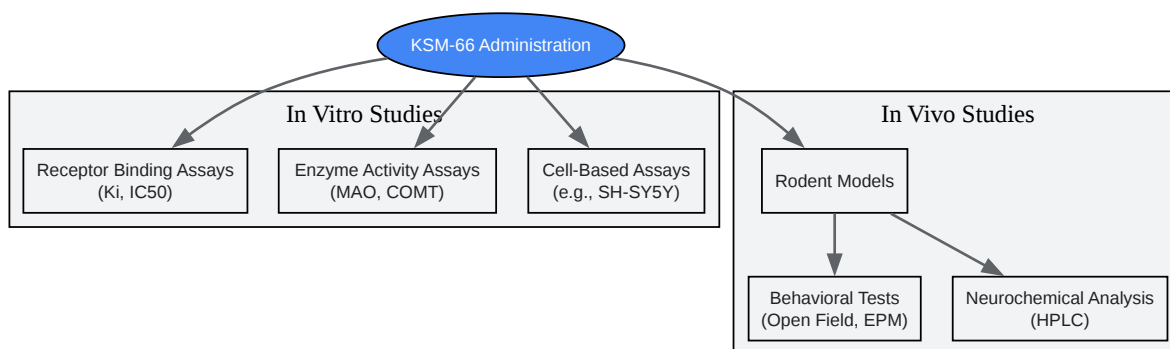 KSM-66 Administration
In Vitro Studies
In Vivo Studies
Receptor Binding Assays
(Ki, IC50)
Enzyme Activity Assays
(MAO, COMT)
Cell-Based Assays
(e.g., SH-SY5Y)
Rodent Models
Behavioral Tests
(Open Field, EPM)
Neurochemical Analysis
(HPLC)